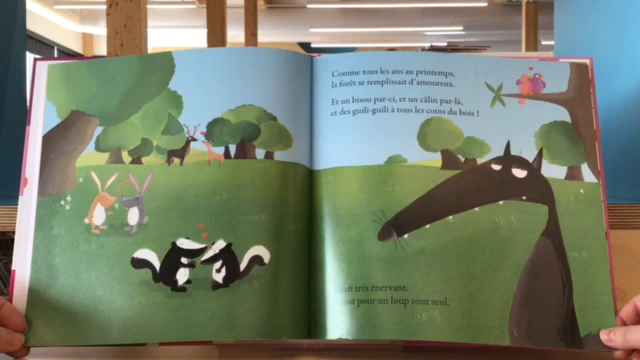 Comme tous les ans au printemps,
la forêt se remplissait d'amoureux.
Et un bisou par-ci, et un câlin par-là,
et des guili-guili à tous les coins du bois !
très énervant.
pour un loup tout seul.